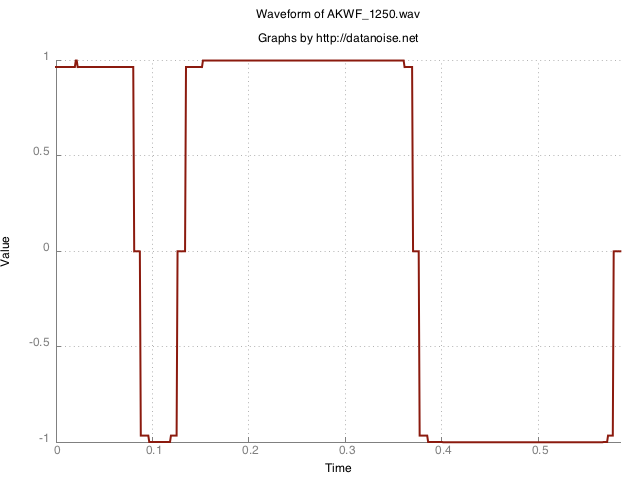 Waveform of AKWF_1250.wav
Graphs by http://datanoise.net
1
0.5
0
-0.5
-1
Value
0 0.1 0.2 0.3 0.4 0.5
Time